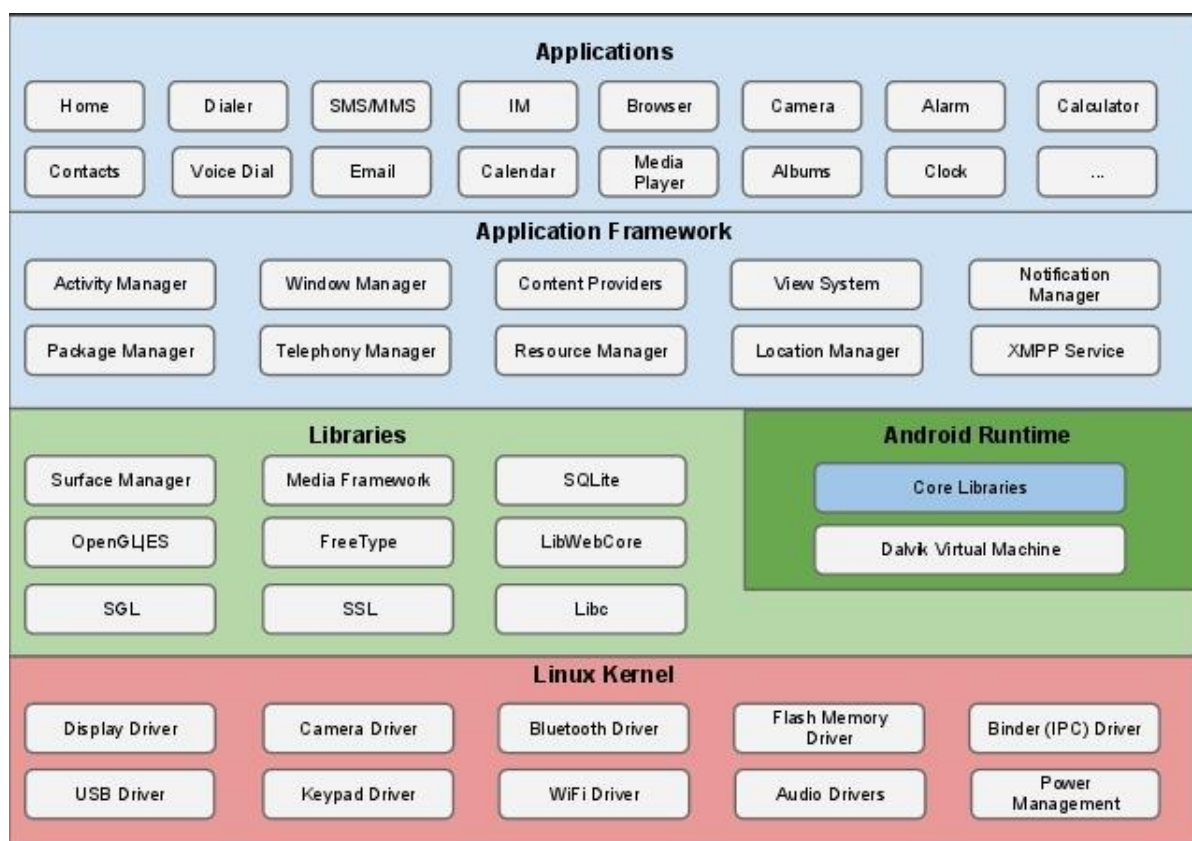 Applications
Home
Dialer
SMS/MMS
IM
Browser
Camera
Alarm
Calculator
Contacts
Voice Dial
Email
Calendar
Media
Player
Albums
Clock
...
Application Framework
Activity Manager
Window Manager
Content Providers
View System
Notification
Manager
Package Manager
Telephony Manager
Resource Manager
Location Manager
XMPP Service
Libraries
Surface Manager
Media Framework
SQLite
OpenGL|ES
FreeType
LibWebCore
SGL
SSL
Libc
Android Runtime
Core Libraries
Dalvik Virtual Machine
Linux Kernel
Display Driver
Camera Driver
Bluetooth Driver
Flash Memory
Driver
Binder (IPC) Driver
USB Driver
Keypad Driver
WiFi Driver
Audio Drivers
Power
Management